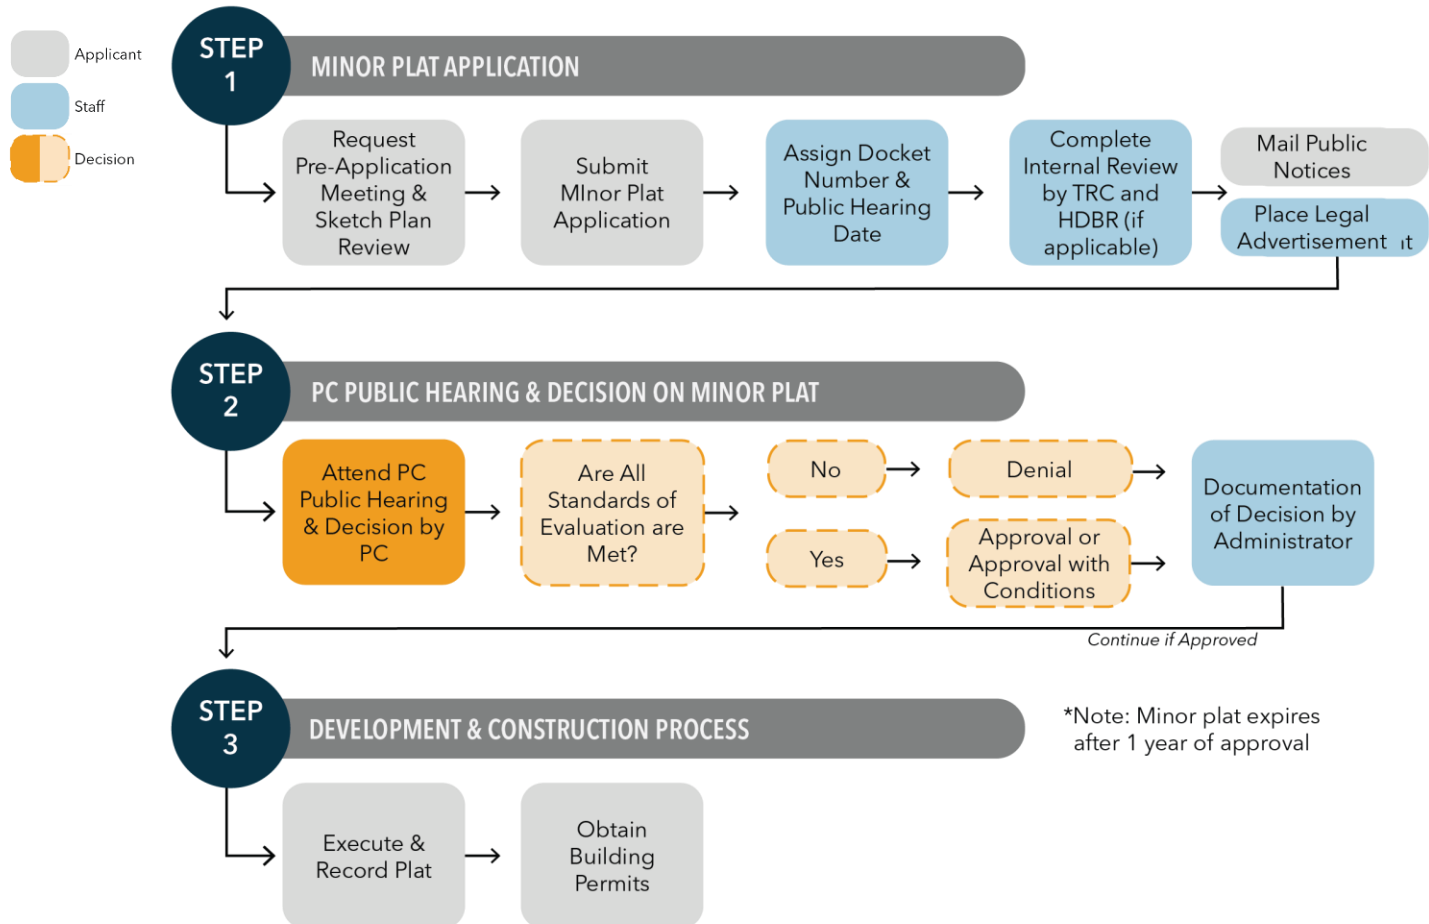 Applicant
Staff
Decision
STEP
1
MINOR PLAT APPLICATION
Request
Pre-Application
Meeting &
Sketch Plan
Review
Submit
MInor Plat
Application
Assign Docket
Number &
Public Hearing
Date
Complete
Internal Review
by TRC and
HDBR (if
applicable)
Mail Public
Notices
Place Legal
Advertisement it
STEP
2
PC PUBLIC HEARING & DECISION ON MINOR PLAT
Attend PC
Public Hearing
& Decision by
PC
Are All
Standards of
Evaluation are
Met?
No
Denial
Yes
Approval or
Approval with
Conditions
Documentation
of Decision by
Administrator
Continue if Approved
STEP
3
DEVELOPMENT & CONSTRUCTION PROCESS
*Note: Minor plat expires
after 1 year of approval
Execute &
Record Plat
Obtain
Building
Permits